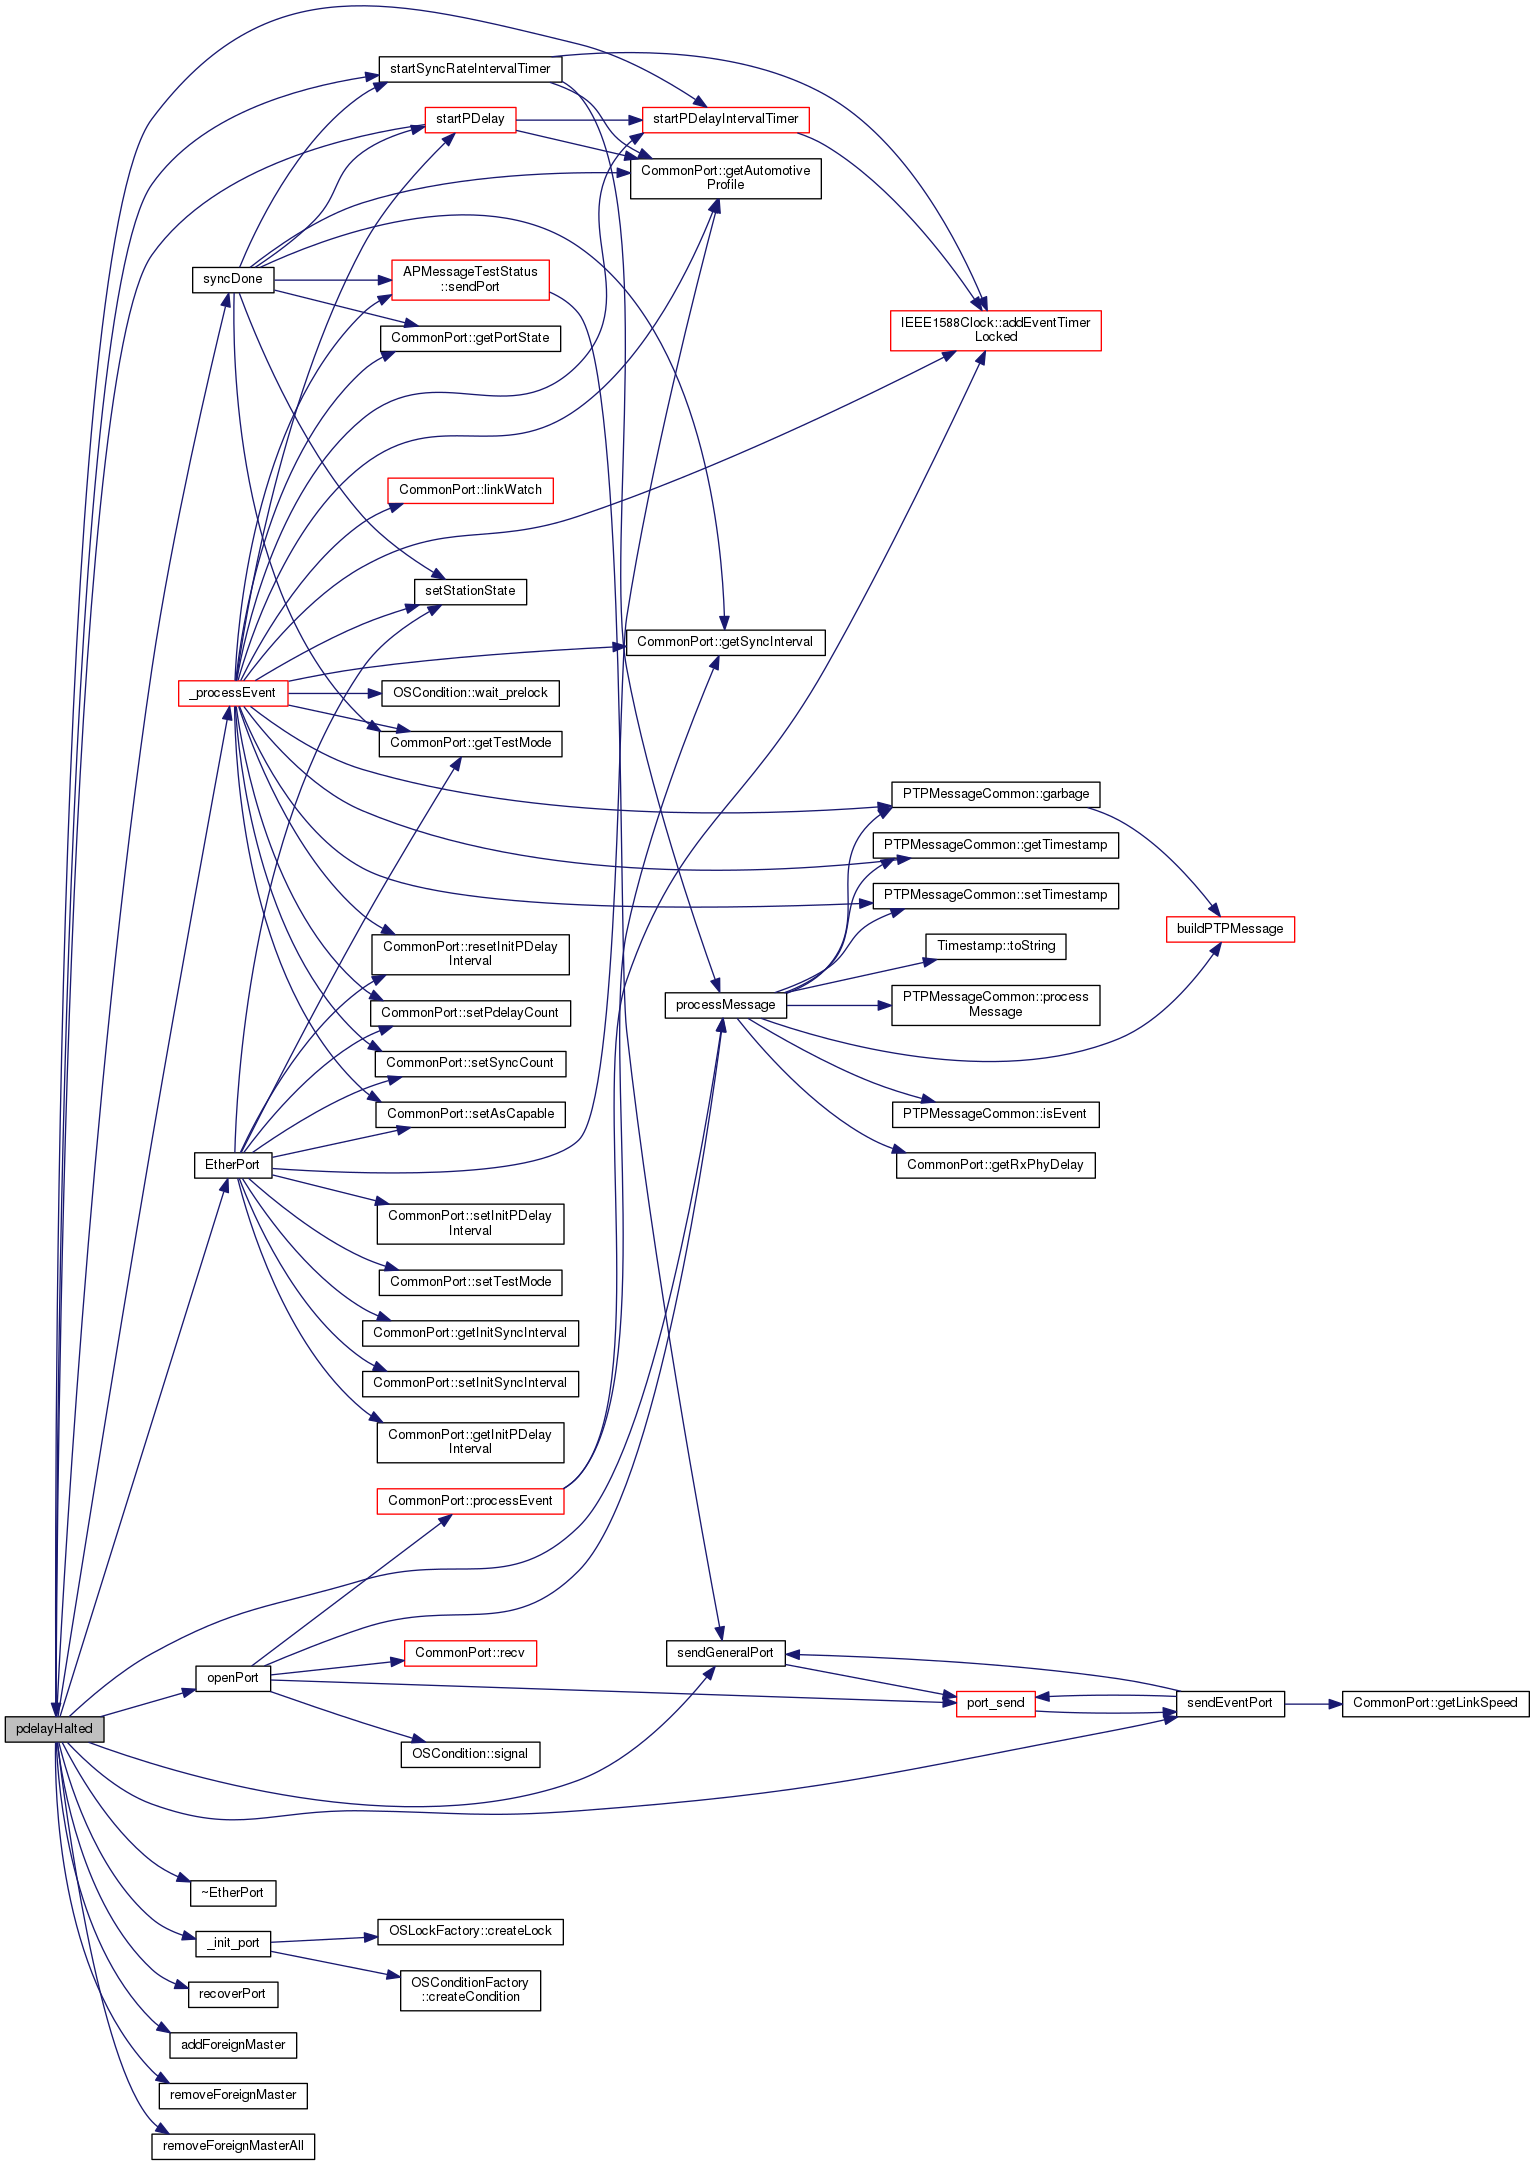 startSyncRateIntervalTimer
startPDelay
startPDelayIntervalTimer
CommonPort::getAutomotive
Profile
syncDone
APMessageTestStatus
::sendPort
CommonPort::getPortState
IEEE1588Clock::addEventTimer
Locked
CommonPort::linkWatch
setStationState
CommonPort::getSyncInterval
_processEvent
OSCondition::wait_prelock
CommonPort::getTestMode
PTPMessageCommon::garbage
PTPMessageCommon::getTimestamp
PTPMessageCommon::setTimestamp
buildPTPMessage
CommonPort::resetInitPDelay
Interval
Timestamp::toString
CommonPort::setPdelayCount
processMessage
PTPMessageCommon::process
Message
CommonPort::setSyncCount
CommonPort::setAsCapable
PTPMessageCommon::isEvent
EtherPort
CommonPort::getRxPhyDelay
CommonPort::setInitPDelay
Interval
CommonPort::setTestMode
CommonPort::getInitSyncInterval
CommonPort::setInitSyncInterval
CommonPort::getInitPDelay
Interval
CommonPort::processEvent
openPort
CommonPort::recv
sendGeneralPort
pdelayHalted
port_send
sendEventPort
CommonPort::getLinkSpeed
OSCondition::signal
~EtherPort
_init_port
OSLockFactory::createLock
OSConditionFactory
::createCondition
recoverPort
addForeignMaster
removeForeignMaster
removeForeignMasterAll